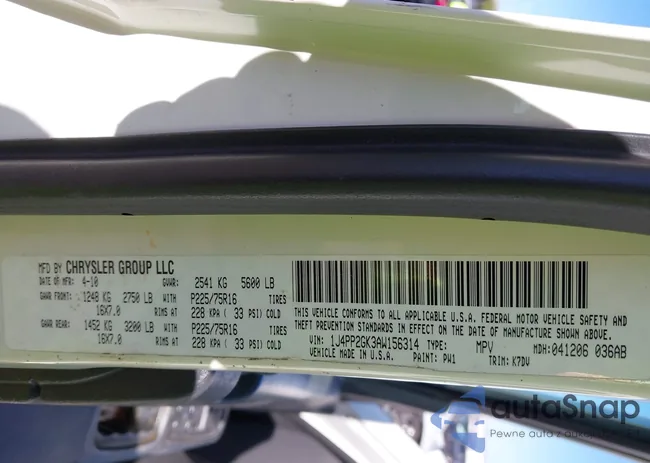 MFD BY CHRYSLER GROUP LLC
DATE OF MFR: 4-10 GVWR: 2541 KG 5600 LB
GAWR FRONT: 1248 KG 2750 LB WITH P225/75R16 TIRES
16X7.0 RIMS AT 228 KPA ( 33 PSI) COLD
GAWR REAR: 1452 KG 3200 LB WITH P225/75R16 TIRES
16X7.0 RIMS AT 228 KPA ( 33 PSI) COLD
THIS VEHICLE CONFORMS TO ALL APPLICABLE U.S.A. FEDERAL MOTOR VEHICLE SAFETY AND
THEFT PREVENTION STANDARDS IN EFFECT ON THE DATE OF MANUFACTURE SHOWN ABOVE.
VIN: 1J4PP2GK3AW156314 TYPE: MPV MDH: 041206 036AB
VEHICLE MADE IN U.S.A. PAINT: PW1 TRIM: K7DV
autoSnap
Pewne auta z